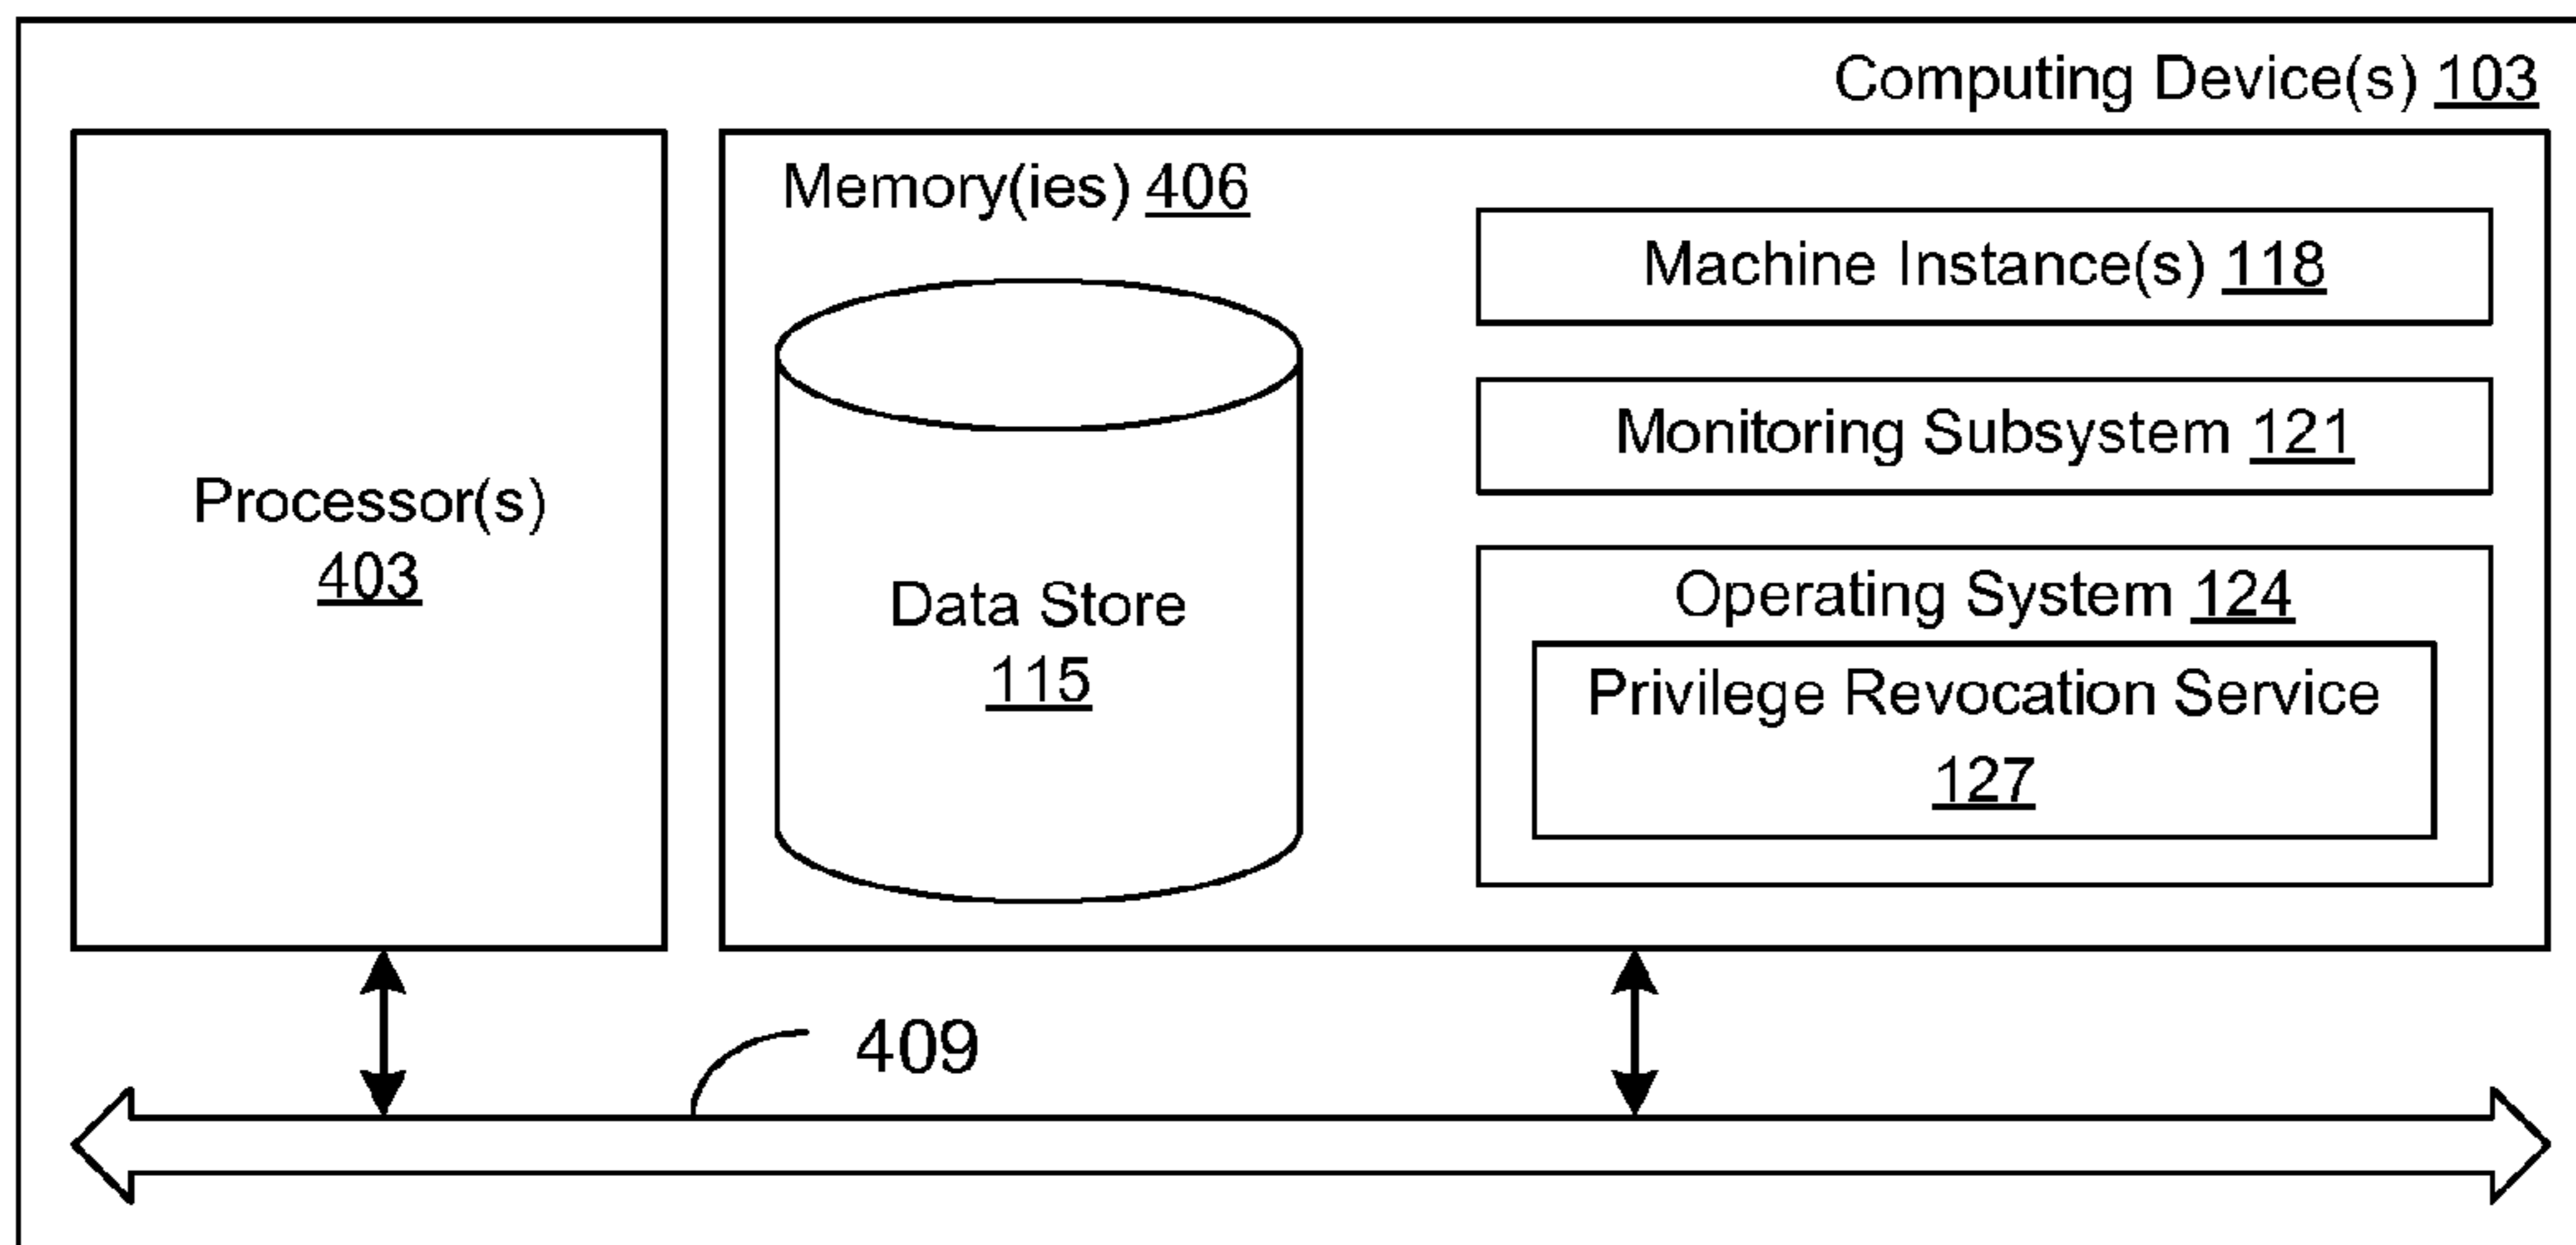 Computing Device(s) 103
Processor(s)
403
Memory(ies) 406
Data Store
115
Machine Instance(s) 118
Monitoring Subsystem 121
Operating System 124
Privilege Revocation Service
127
409